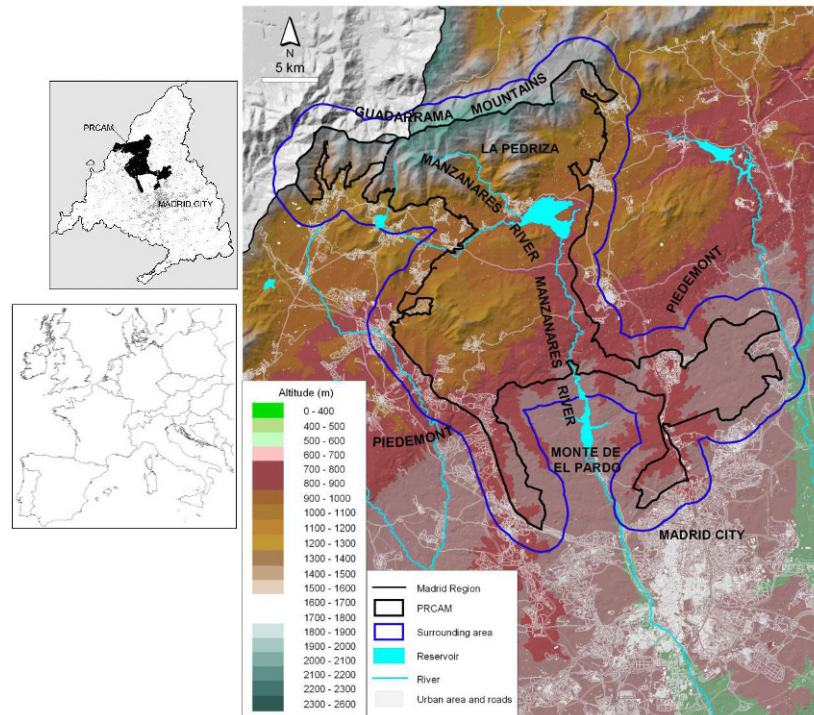 N
5 km
GUADARRAMA MOUNTAINS
LA PEDRIZA
MANZANARES RIVER
PIEDEMONT
MANZANARES RIVER
PIEDEMONT
MONTE DE
EL PARDO
MADRID CITY
PRCAM
MADRID CITY
Altitude (m)
0 - 400
400 - 500
500 - 600
600 - 700
700 - 800
800 - 900
900 - 1000
1000 - 1100
1100 - 1200
1200 - 1300
1300 - 1400
1400 - 1500
1500 - 1600
1600 - 1700
1700 - 1800
1800 - 1900
1900 - 2000
2000 - 2100
2100 - 2200
2200 - 2300
2300 - 2600
Madrid Region
PRCAM
Surrounding area
Reservoir
River
Urban area and roads